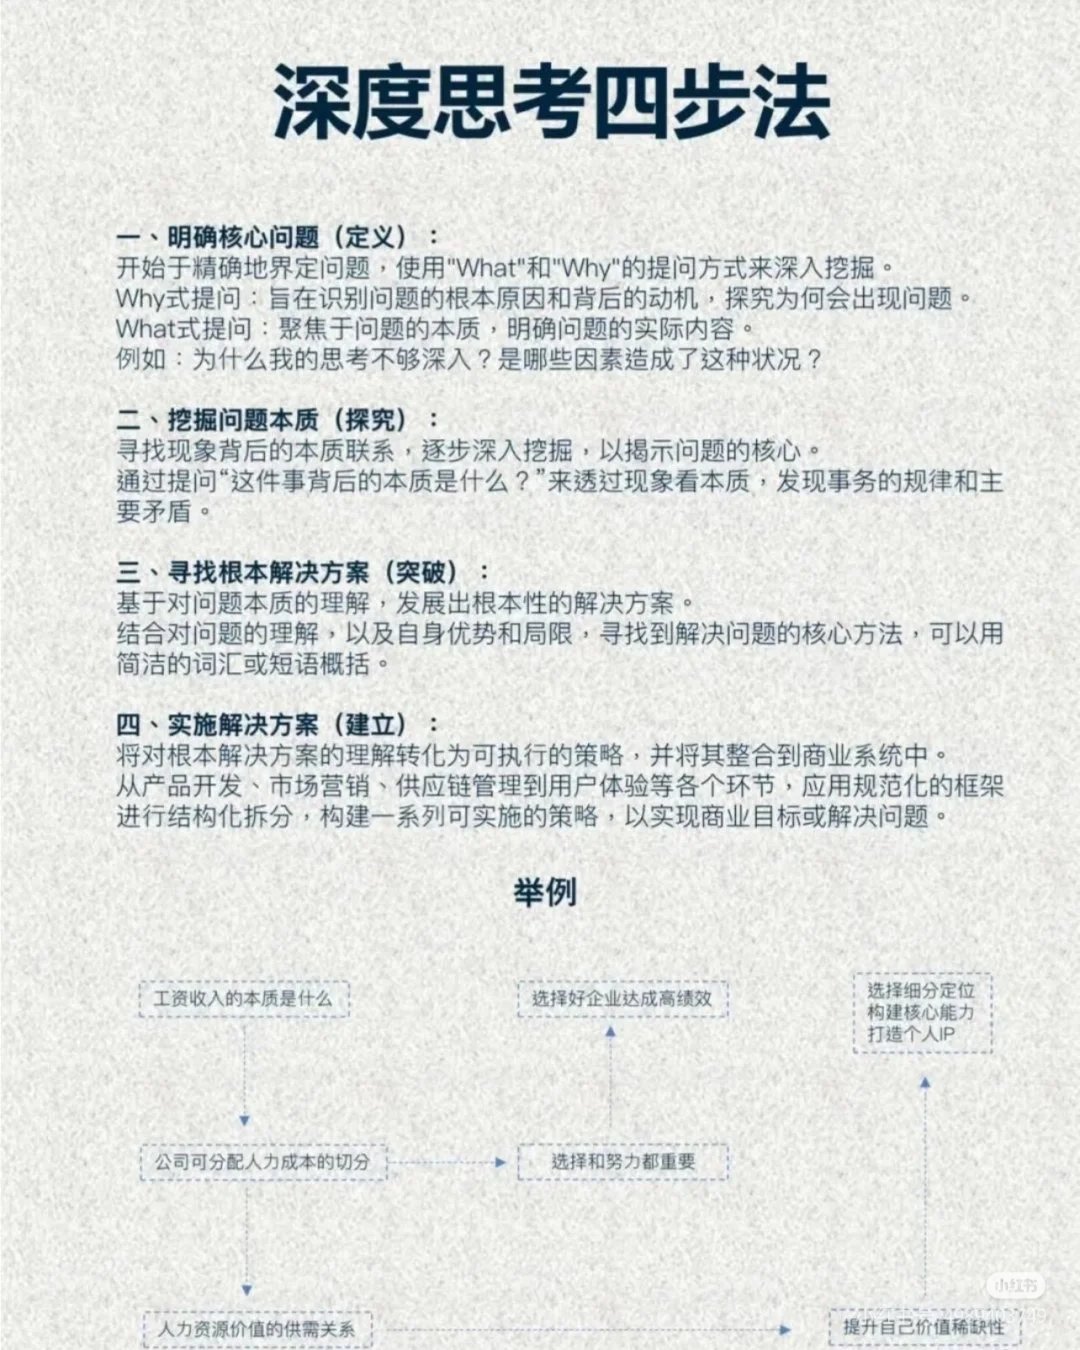 深度思考四步法
一、明确核心问题（定义）：
开始于精确地界定问题，使用"What"和"Why"的提问方式来深入挖掘。
Why式提问：旨在识别问题的根本原因和背后的动机，探究为何会出现问题。
What式提问：聚焦于问题的本质，明确问题的实际内容。
例如：为什么我的思考不够深入？是哪些因素造成了这种状况？
二、挖掘问题本质（探究）：
寻找现象背后的本质联系，逐步深入挖掘，以揭示问题的核心。
通过提问“这件事背后的本质是什么？”来透过现象看本质，发现事务的规律和主
要矛盾。
三、寻找根本解决方案（突破）：
基于对问题本质的理解，发展出根本性的解决方案。
结合对问题的理解，以及自身优势和局限，寻找到解决问题的核心方法，可以用
简洁的词汇或短语概括。
四、实施解决方案（建立）：
将对根本解决方案的理解转化为可执行的策略，并将其整合到商业系统中。
从产品开发、市场营销、供应链管理到用户体验等各个环节，应用规范化的框架
进行结构化拆分，构建一系列可实施的策略，以实现商业目标或解决问题。
举例
工资收入的本质是什么
选择好企业达成高绩效
选择细分定位
构建核心能力
打造个人IP
公司可分配人力成本的切分
选择和努力都重要
小红书
人力资源价值的供需关系
提升自己价值稀缺性